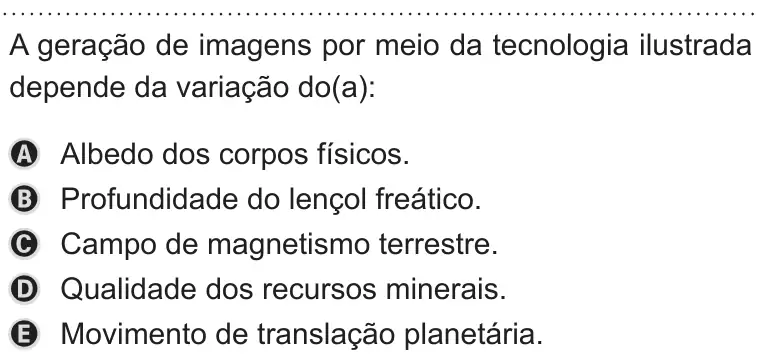 A geração de imagens por meio da tecnologia ilustrada
depende da variação do(a):
A Albedo dos corpos físicos.
B Profundidade do lençol freático.
C Campo de magnetismo terrestre.
D Qualidade dos recursos minerais.
E Movimento de translação planetária.